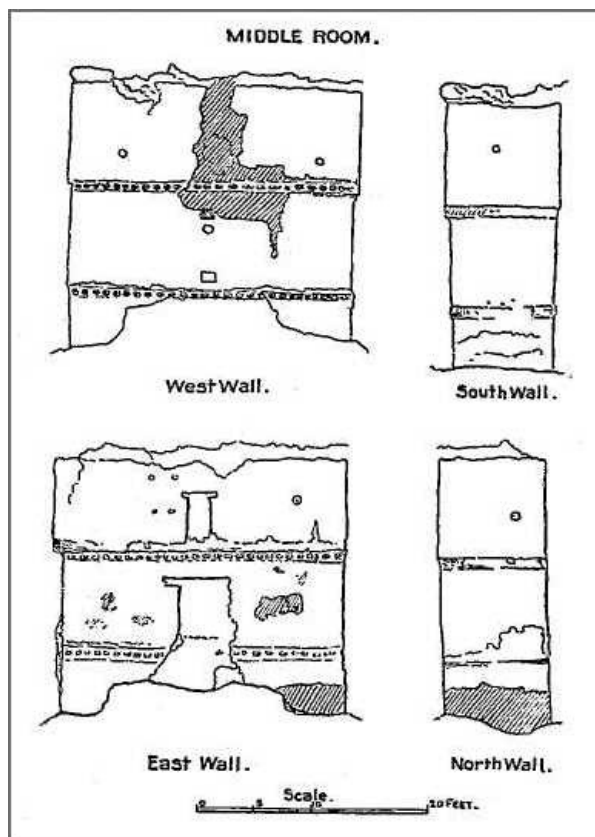 MIDDLE ROOM.
West Wall.
South Wall.
East Wall.
North Wall.
Scale.
0 5 10 20 FEET.